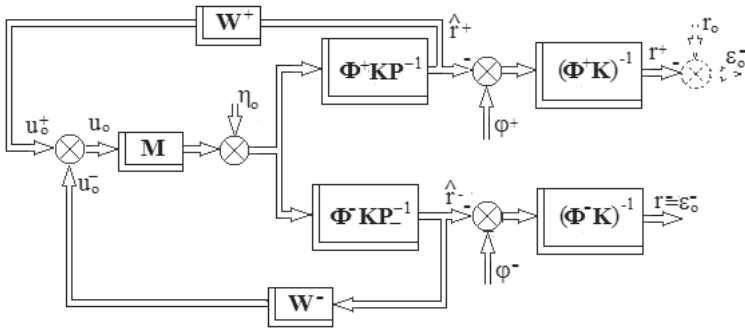 W⁺
r̂⁺
r₀
Φ⁺KP⁻¹
-
(Φ⁺K)⁻¹
r⁺
-
ε₀⁻
η₀
φ⁺
u₀⁺
u₀
M
u₀⁻
r̂⁻
Φ⁻KP₋⁻¹
-
(Φ⁻K)⁻¹
r⁻=ε₀⁻
φ⁻
W⁻